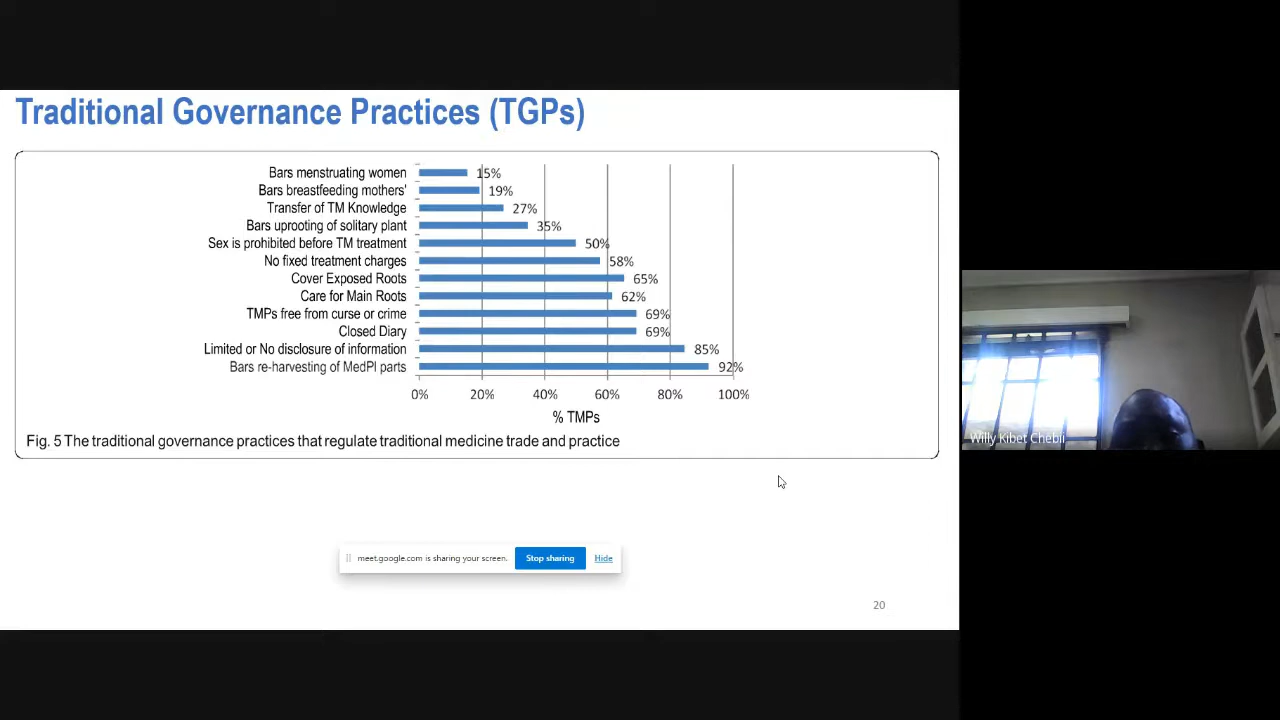 Traditional Governance Practices (TGPs)
Bars menstruating women 15%
Bars breastfeeding mothers' 19%
Transfer of TM Knowledge 27%
Bars uprooting of solitary plant 35%
Sex is prohibited before TM treatment 50%
No fixed treatment charges 58%
Cover Exposed Roots 65%
Care for Main Roots 62%
TMPs free from curse or crime 69%
Closed Diary 69%
Limited or No disclosure of information 85%
Bars re-harvesting of MedPl parts 92%
0% 20% 40% 60% 80% 100%
% TMPs
Fig. 5 The traditional governance practices that regulate traditional medicine trade and practice
Willy Kibet Chebii
meet.google.com is sharing your screen. Stop sharing Hide
20